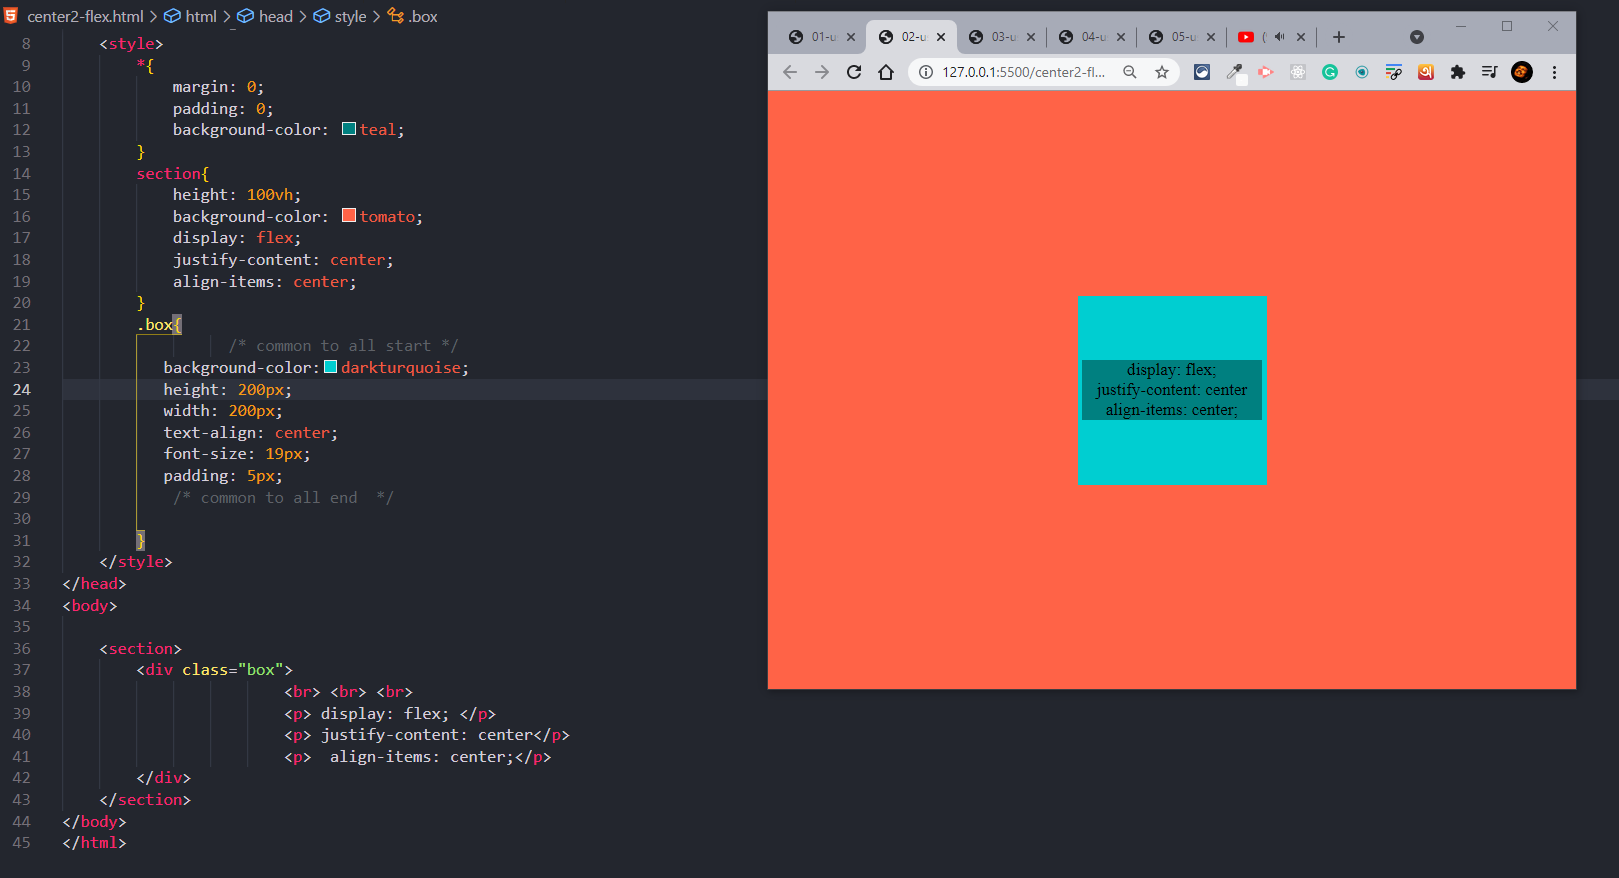 center2-flex.html > html > head > style > .box
8 <style>
9 *{
10 margin: 0;
11 padding: 0;
12 background-color: teal;
13 }
14 section{
15 height: 100vh;
16 background-color: tomato;
17 display: flex;
18 justify-content: center;
19 align-items: center;
20 }
21 .box{
22 /* common to all start */
23 background-color: darkturquoise;
24 height: 200px;
25 width: 200px;
26 text-align: center;
27 font-size: 19px;
28 padding: 5px;
29 /* common to all end  */
30
31 }
32 </style>
33 </head>
34 <body>
35
36 <section>
37 <div class="box">
38 <br> <br> <br>
39 <p> display: flex; </p>
40 <p> justify-content: center</p>
41 <p>  align-items: center;</p>
42 </div>
43 </section>
44 </body>
45 </html>
01-u 02-u 03-u 04-u 05-u
127.0.0.1:5500/center2-fl...
display: flex;
justify-content: center
align-items: center;